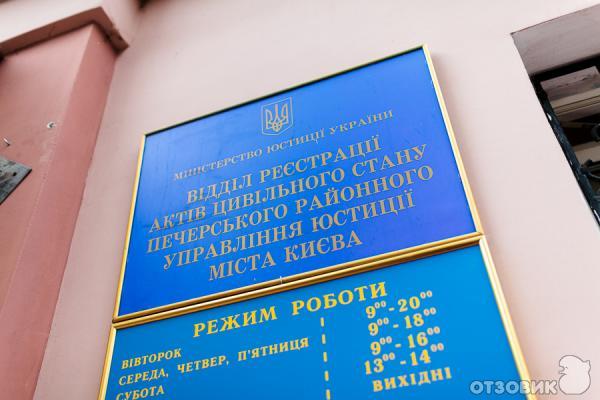 МІНІСТЕРСТВО ЮСТИЦІЇ УКРАЇНИ
ВІДДІЛ РЕЄСТРАЦІЇ
АКТІВ ЦИВІЛЬНОГО СТАНУ
ПЕЧЕРСЬКОГО РАЙОННОГО
УПРАВЛІННЯ ЮСТИЦІЇ
МІСТА КИЄВА
РЕЖИМ РОБОТИ
ВІВТОРОК 9⁰⁰-20⁰⁰
СЕРЕДА, ЧЕТВЕР, П'ЯТНИЦЯ 9⁰⁰-18⁰⁰
СУБОТА 9⁰⁰-16⁰⁰
13⁰⁰-14⁰⁰
ВИХІДНІ
ОТЗОВИК